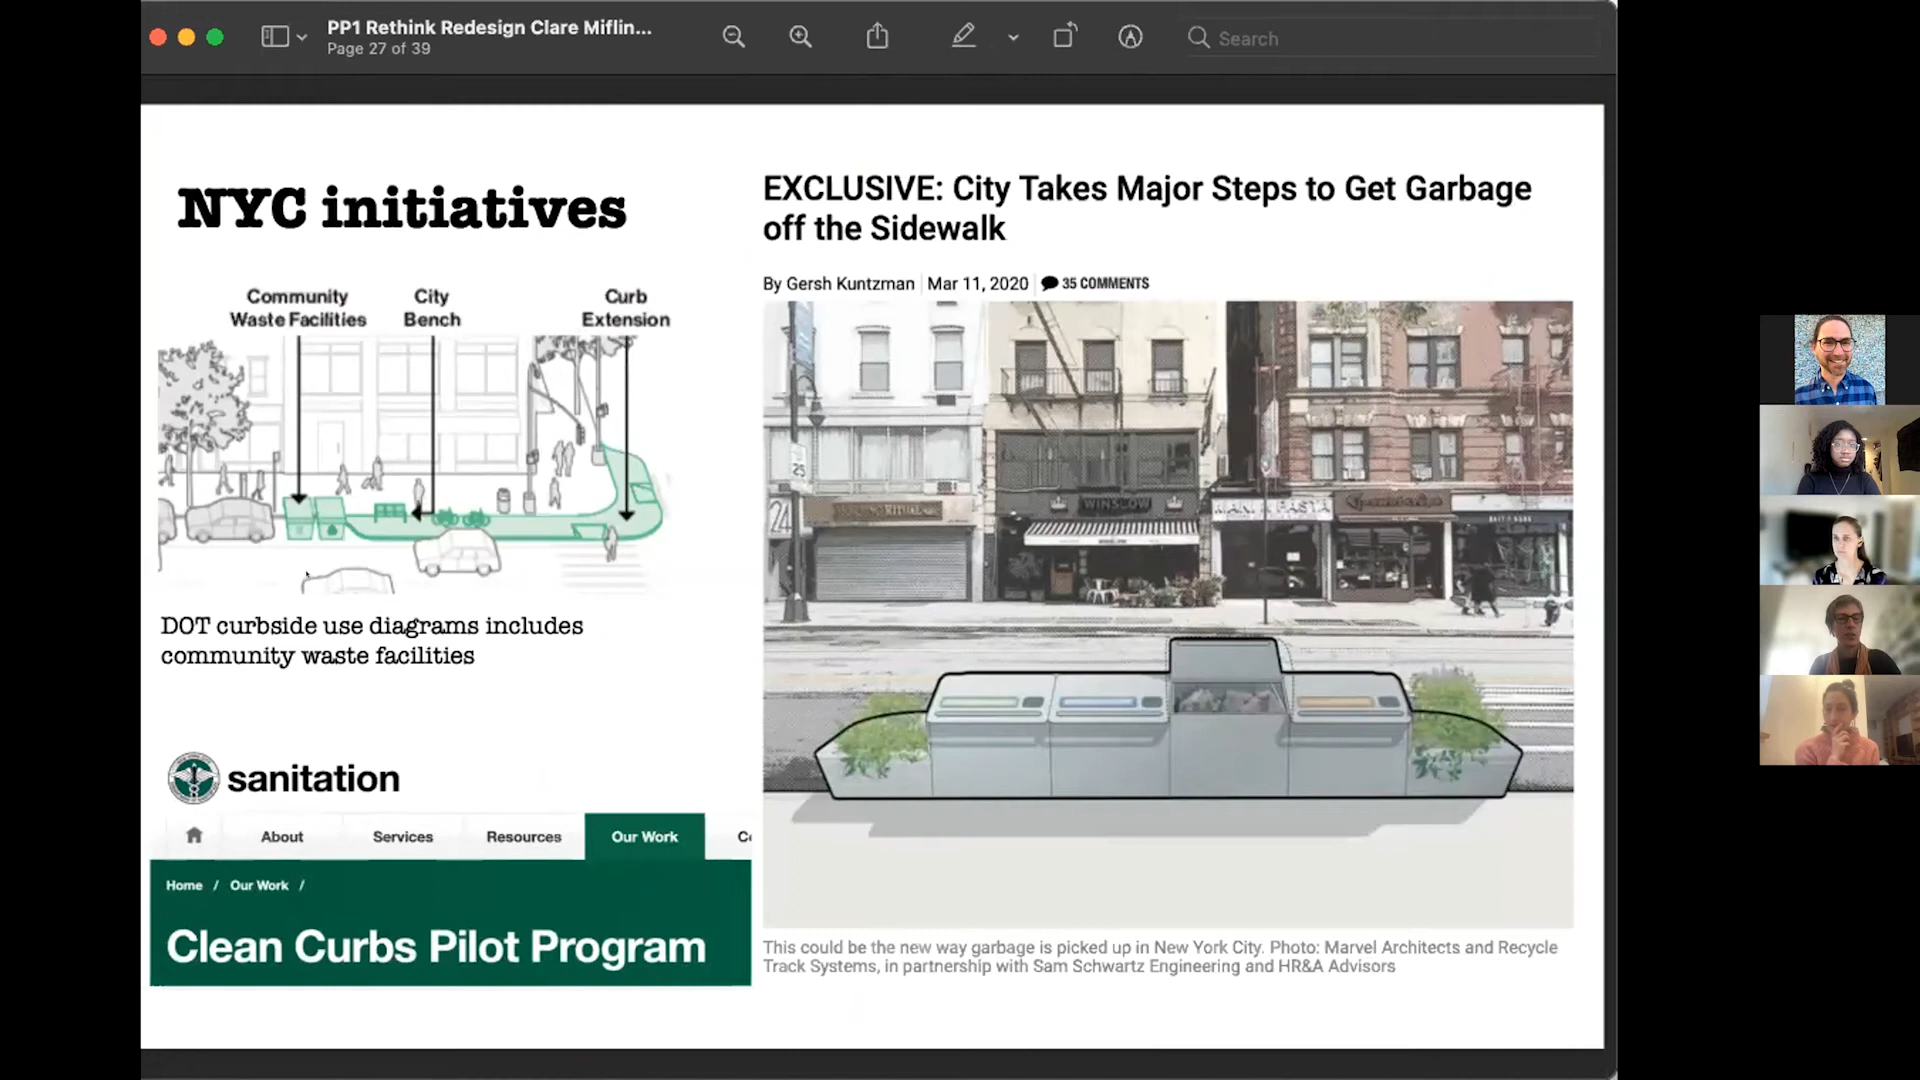 PP1 Rethink Redesign Clare Miflin...
Page 27 of 39
Search
NYC initiatives
Community
Waste Facilities
City
Bench
Curb
Extension
DOT curbside use diagrams includes
community waste facilities
sanitation
About Services Resources Our Work
Home / Our Work /
Clean Curbs Pilot Program
EXCLUSIVE: City Takes Major Steps to Get Garbage
off the Sidewalk
By Gersh Kuntzman Mar 11, 2020 35 COMMENTS
25
24
WINSLOW
This could be the new way garbage is picked up in New York City. Photo: Marvel Architects and Recycle
Track Systems, in partnership with Sam Schwartz Engineering and HR&A Advisors